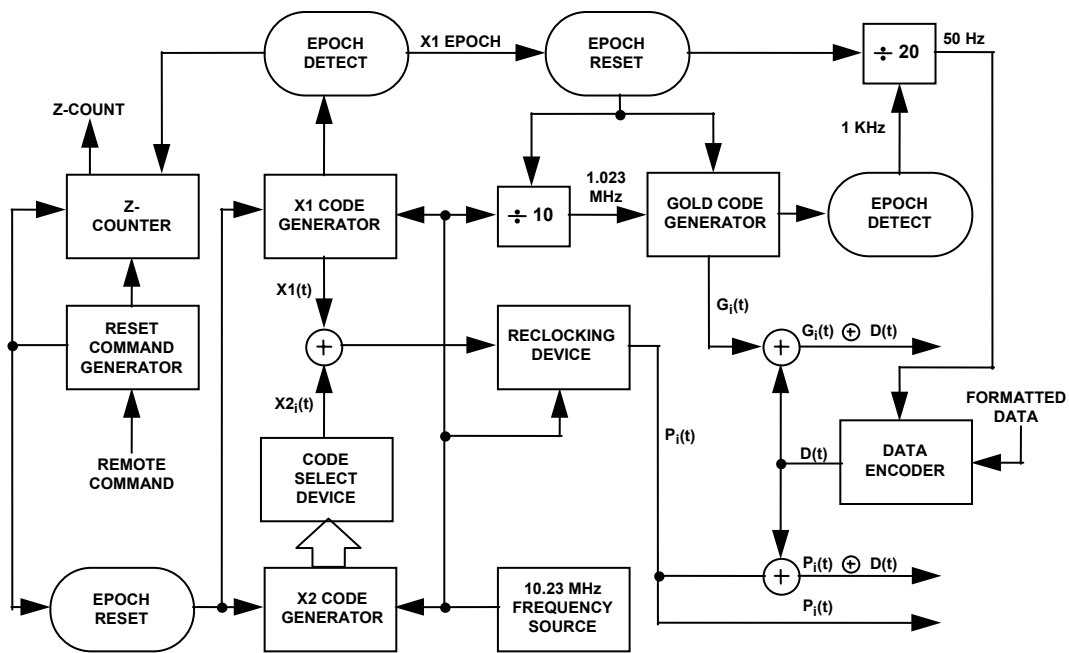 EPOCH
DETECT
X1 EPOCH
EPOCH
RESET
÷ 20
50 Hz
Z-COUNT
1 KHz
Z-
COUNTER
X1 CODE
GENERATOR
÷ 10
1.023
MHz
GOLD CODE
GENERATOR
EPOCH
DETECT
X1(t)
Gi(t)
RESET
COMMAND
GENERATOR
+
RECLOCKING
DEVICE
+
Gi(t) ⊕ D(t)
X2i(t)
FORMATTED
DATA
REMOTE
COMMAND
CODE
SELECT
DEVICE
Pi(t)
D(t)
DATA
ENCODER
EPOCH
RESET
X2 CODE
GENERATOR
10.23 MHz
FREQUENCY
SOURCE
+
Pi(t) ⊕ D(t)
Pi(t)